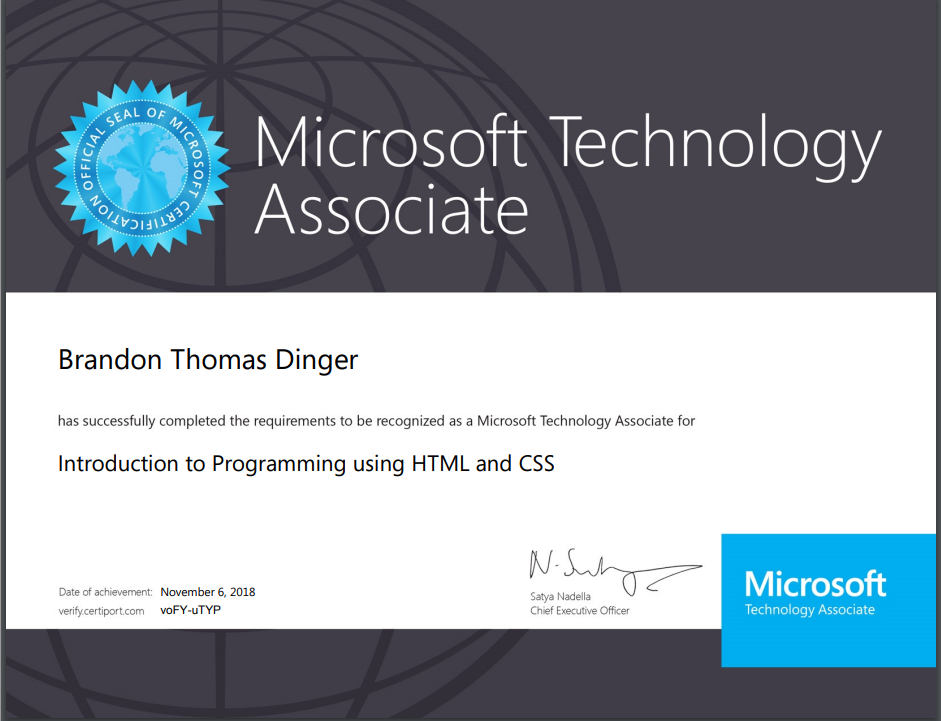 OFFICIAL SEAL OF MICROSOFT CERTIFICATION
Microsoft Technology
Associate
Brandon Thomas Dinger
has successfully completed the requirements to be recognized as a Microsoft Technology Associate for
Introduction to Programming using HTML and CSS
Date of achievement: November 6, 2018
verify.certiport.com voFY-uTYP
Satya Nadella
Chief Executive Officer
Microsoft
Technology Associate